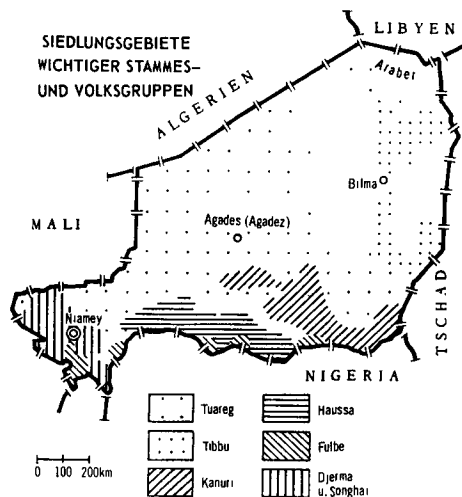 SIEDLUNGSGEBIETE
WICHTIGER STAMMES-
UND VOLKSGRUPPEN
LIBYEN
ALGERIEN
Araber
Bilma
MALI
Agades (Agadez)
TSCHAD
Niamey
NIGERIA
Tuareg
Haussa
Tibbu
Fulbe
Kanuri
Djerma
u. Songhai
0 100 200km